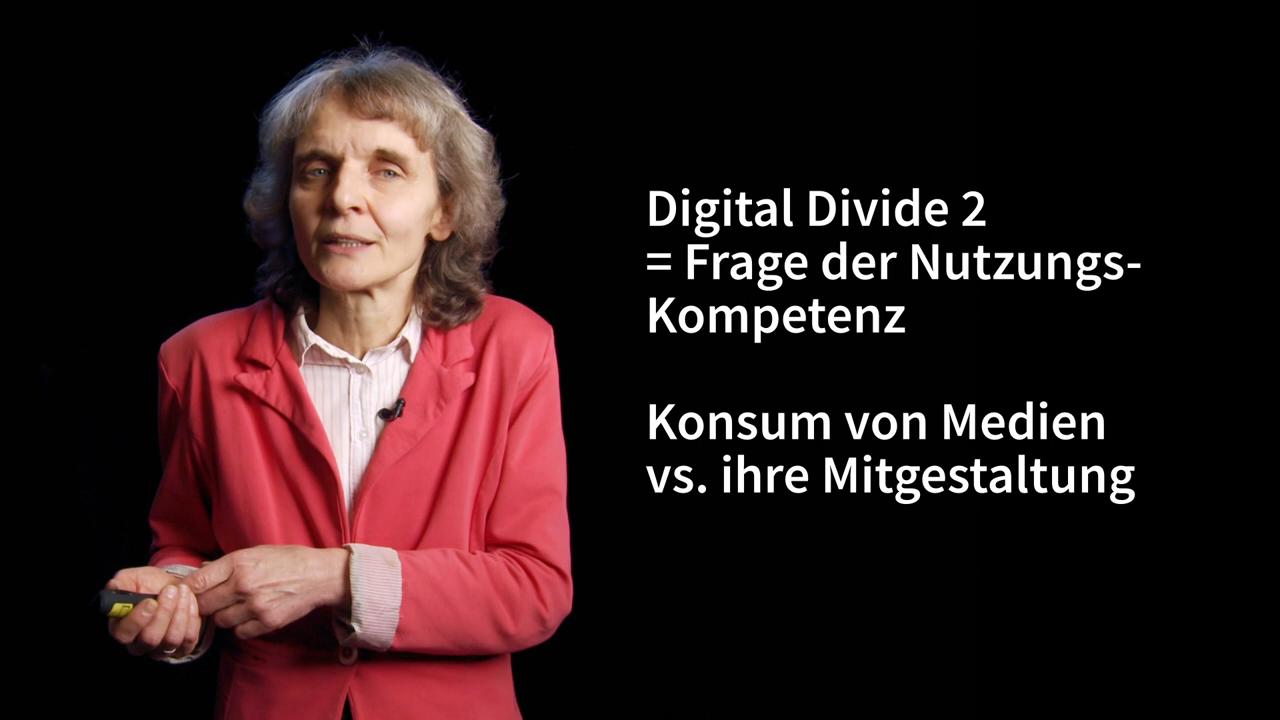 Digital Divide 2
= Frage der Nutzungs-
Kompetenz
Konsum von Medien
vs. ihre Mitgestaltung